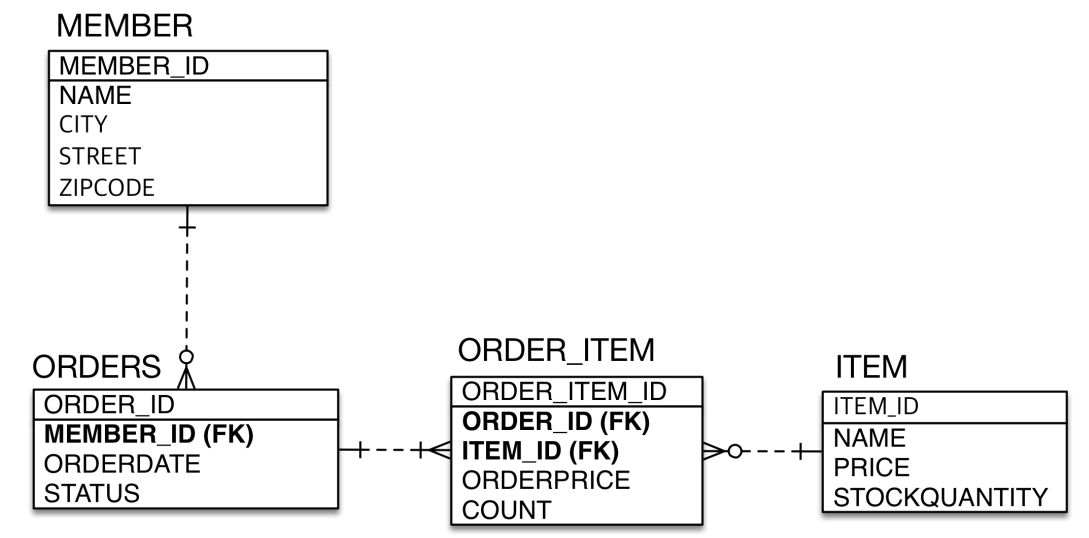 MEMBER
MEMBER_ID
NAME
CITY
STREET
ZIPCODE
ORDERS
ORDER_ID
MEMBER_ID (FK)
ORDERDATE
STATUS
ORDER_ITEM
ORDER_ITEM_ID
ORDER_ID (FK)
ITEM_ID (FK)
ORDERPRICE
COUNT
ITEM
ITEM_ID
NAME
PRICE
STOCKQUANTITY